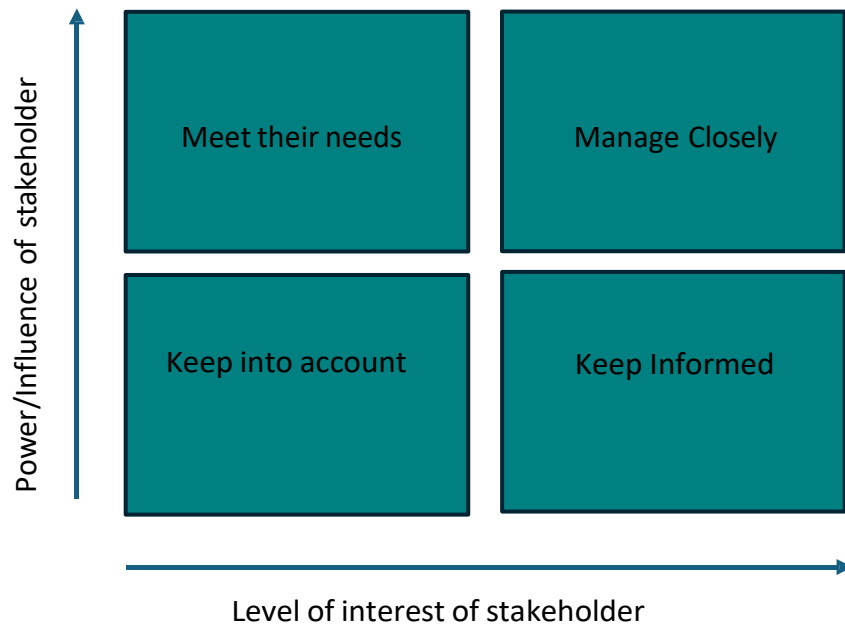 Power/Influence of stakeholder
Meet their needs
Manage Closely
Keep into account
Keep Informed
Level of interest of stakeholder